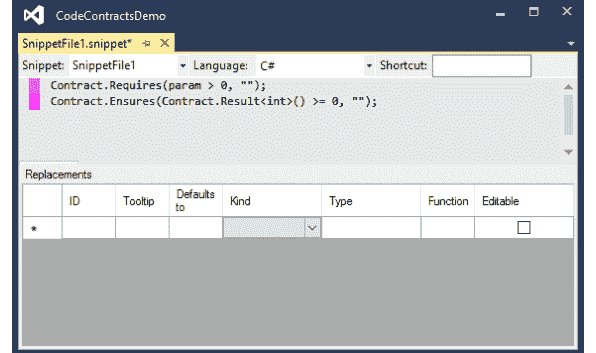 CodeContractsDemo
SnippetFile1.snippet*
Snippet: SnippetFile1 Language: C# Shortcut:
Contract.Requires(param > 0, "");
Contract.Ensures(Contract.Result<int>() >= 0, "");
Replacements
ID Tooltip Defaults to Kind Type Function Editable
*